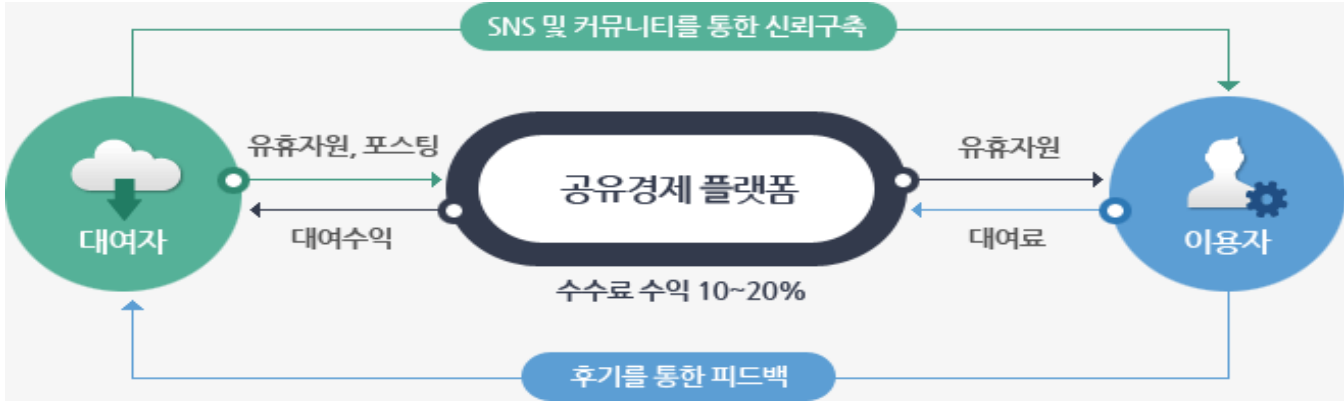 SNS 및 커뮤니티를 통한 신뢰구축
유휴자원, 포스팅
유휴자원
공유경제 플랫폼
대여자
대여수익
대여료
이용자
수수료 수익 10~20%
후기를 통한 피드백